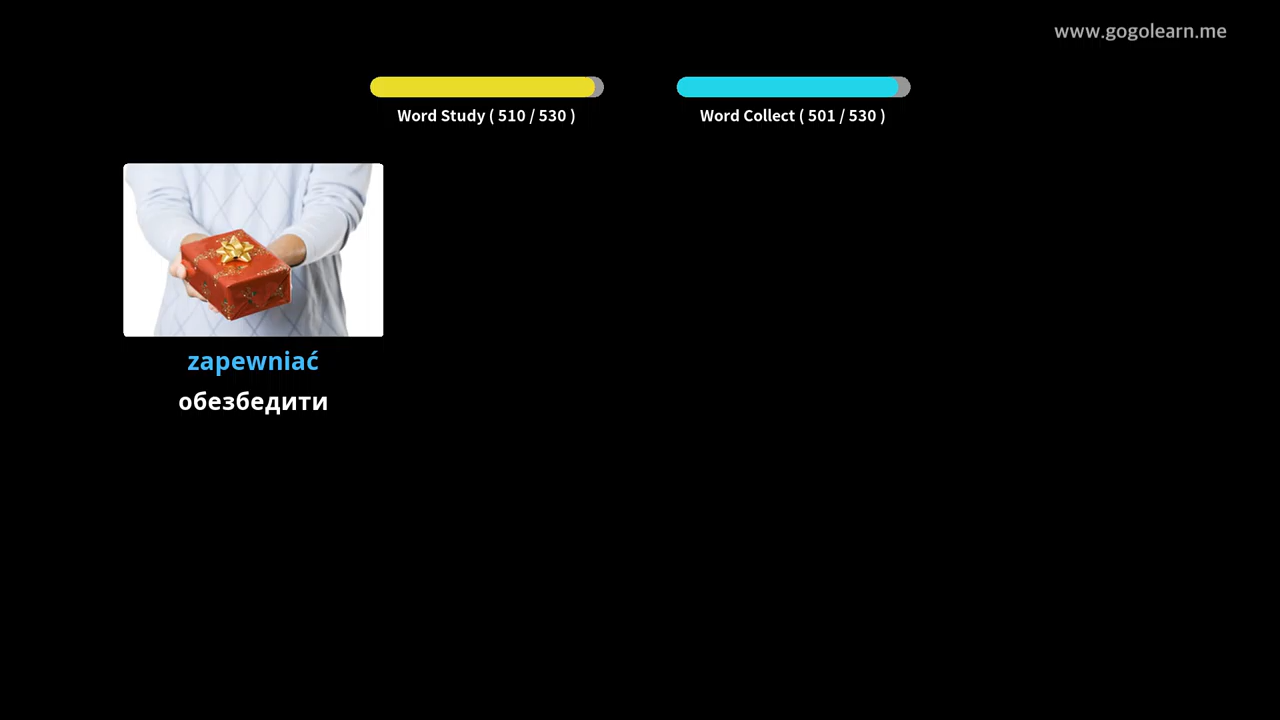 www.gogolearn.me
Word Study ( 510 / 530 )
Word Collect ( 501 / 530 )
zapewniać
обезбедити